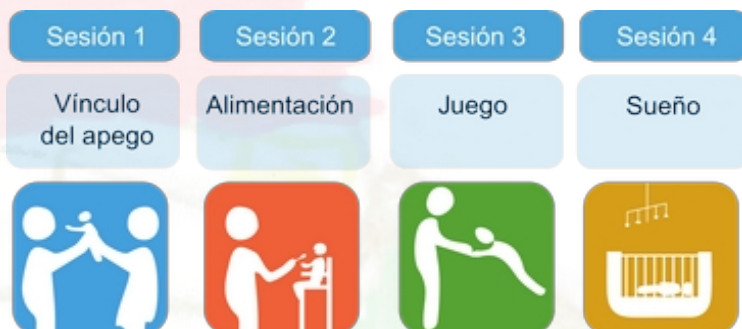 Sesión 1
Sesión 2
Sesión 3
Sesión 4
Vínculo
del apego
Alimentación
Juego
Sueño